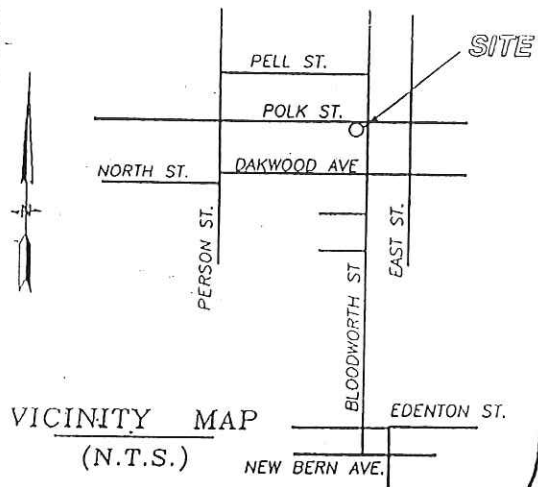 SITE
PELL ST.
POLK ST.
NORTH ST.
OAKWOOD AVE
PERSON ST.
EAST ST.
BLOODWORTH ST
N
VICINITY MAP
(N.T.S.)
EDENTON ST.
NEW BERN AVE.